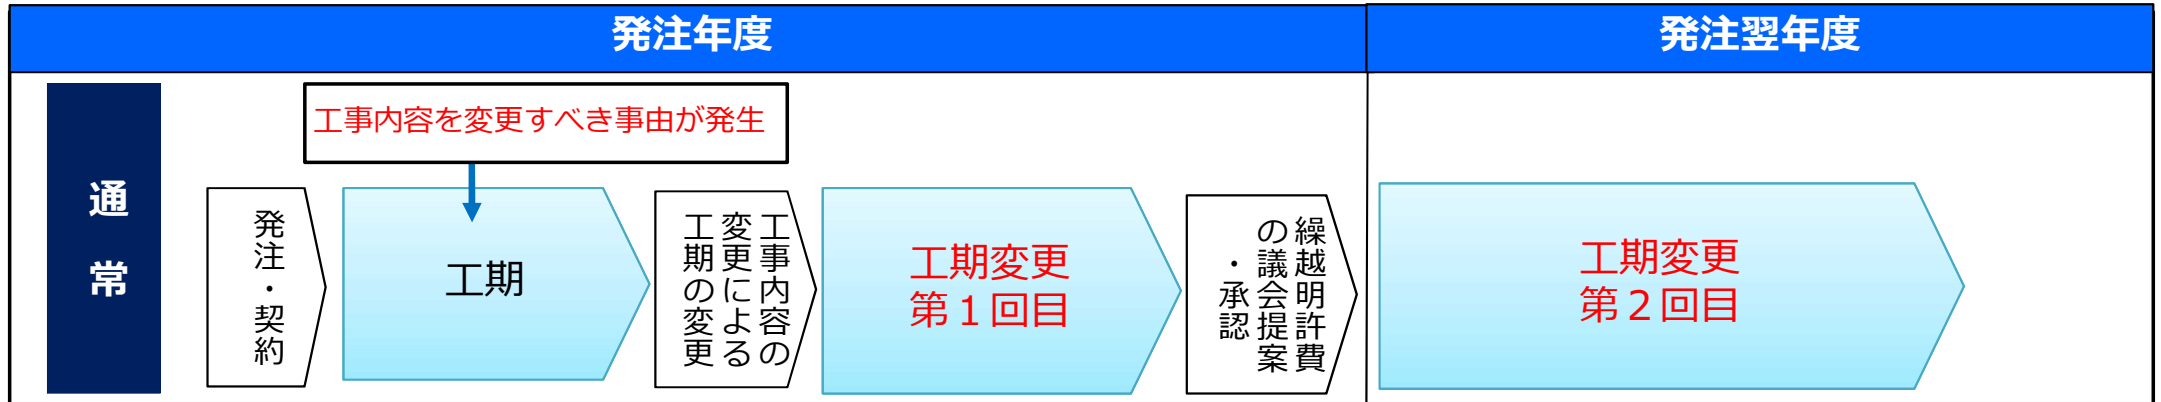 発注年度
発注翌年度
工事内容を変更すべき事由が発生
通常
発注・契約
工期
工事内容の
変更による
工期の変更
工期変更
第１回目
繰越明許費
の議会提案
・承認
工期変更
第２回目